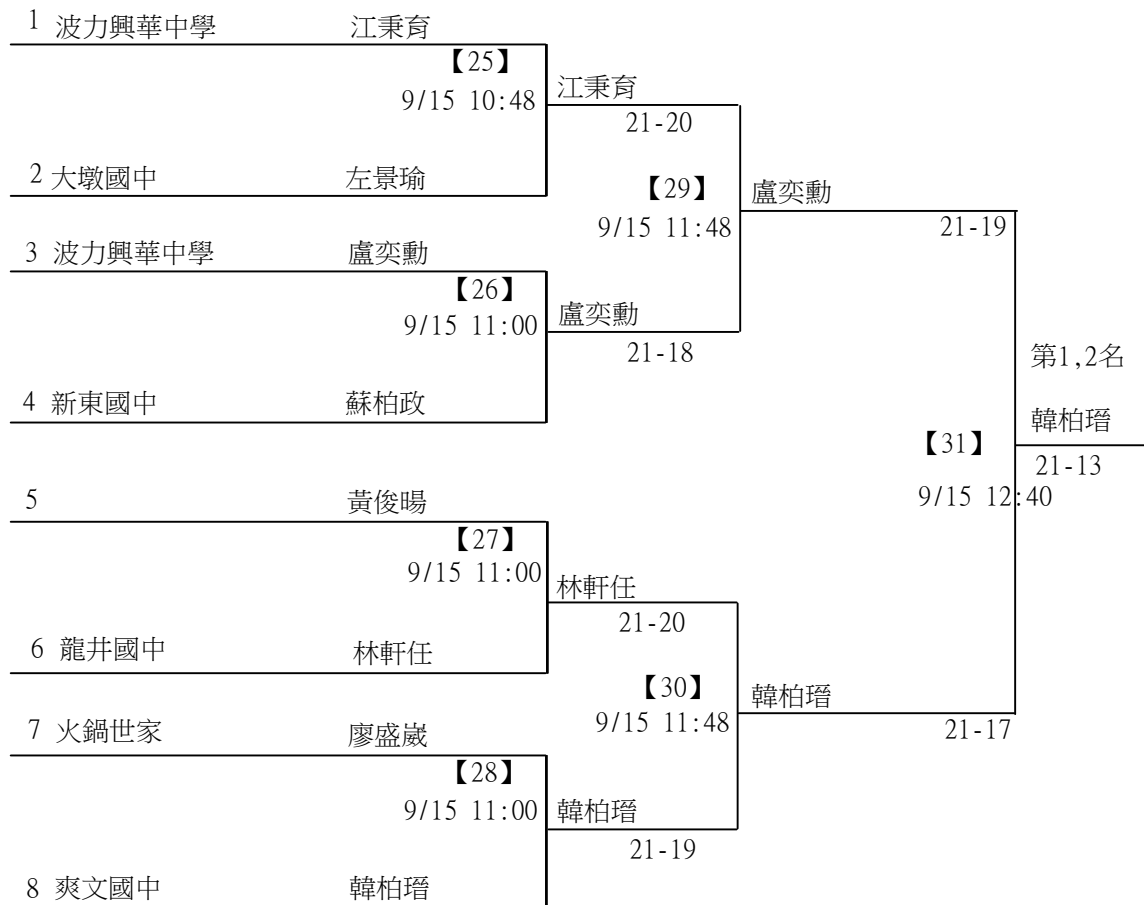 1 波力興華中學 江秉育
【25】
9/15 10:48
江秉育
21-20
2 大墩國中 左景瑜
【29】
9/15 11:48
盧奕勳
21-19
3 波力興華中學 盧奕勳
【26】
9/15 11:00
盧奕勳
21-18
4 新東國中 蘇柏政
第1,2名
【31】
9/15 12:40
韓柏瑨
21-13
5 黃俊暘
【27】
9/15 11:00
林軒任
21-20
6 龍井國中 林軒任
【30】
9/15 11:48
韓柏瑨
21-17
7 火鍋世家 廖盛崴
【28】
9/15 11:00
韓柏瑨
21-19
8 爽文國中 韓柏瑨